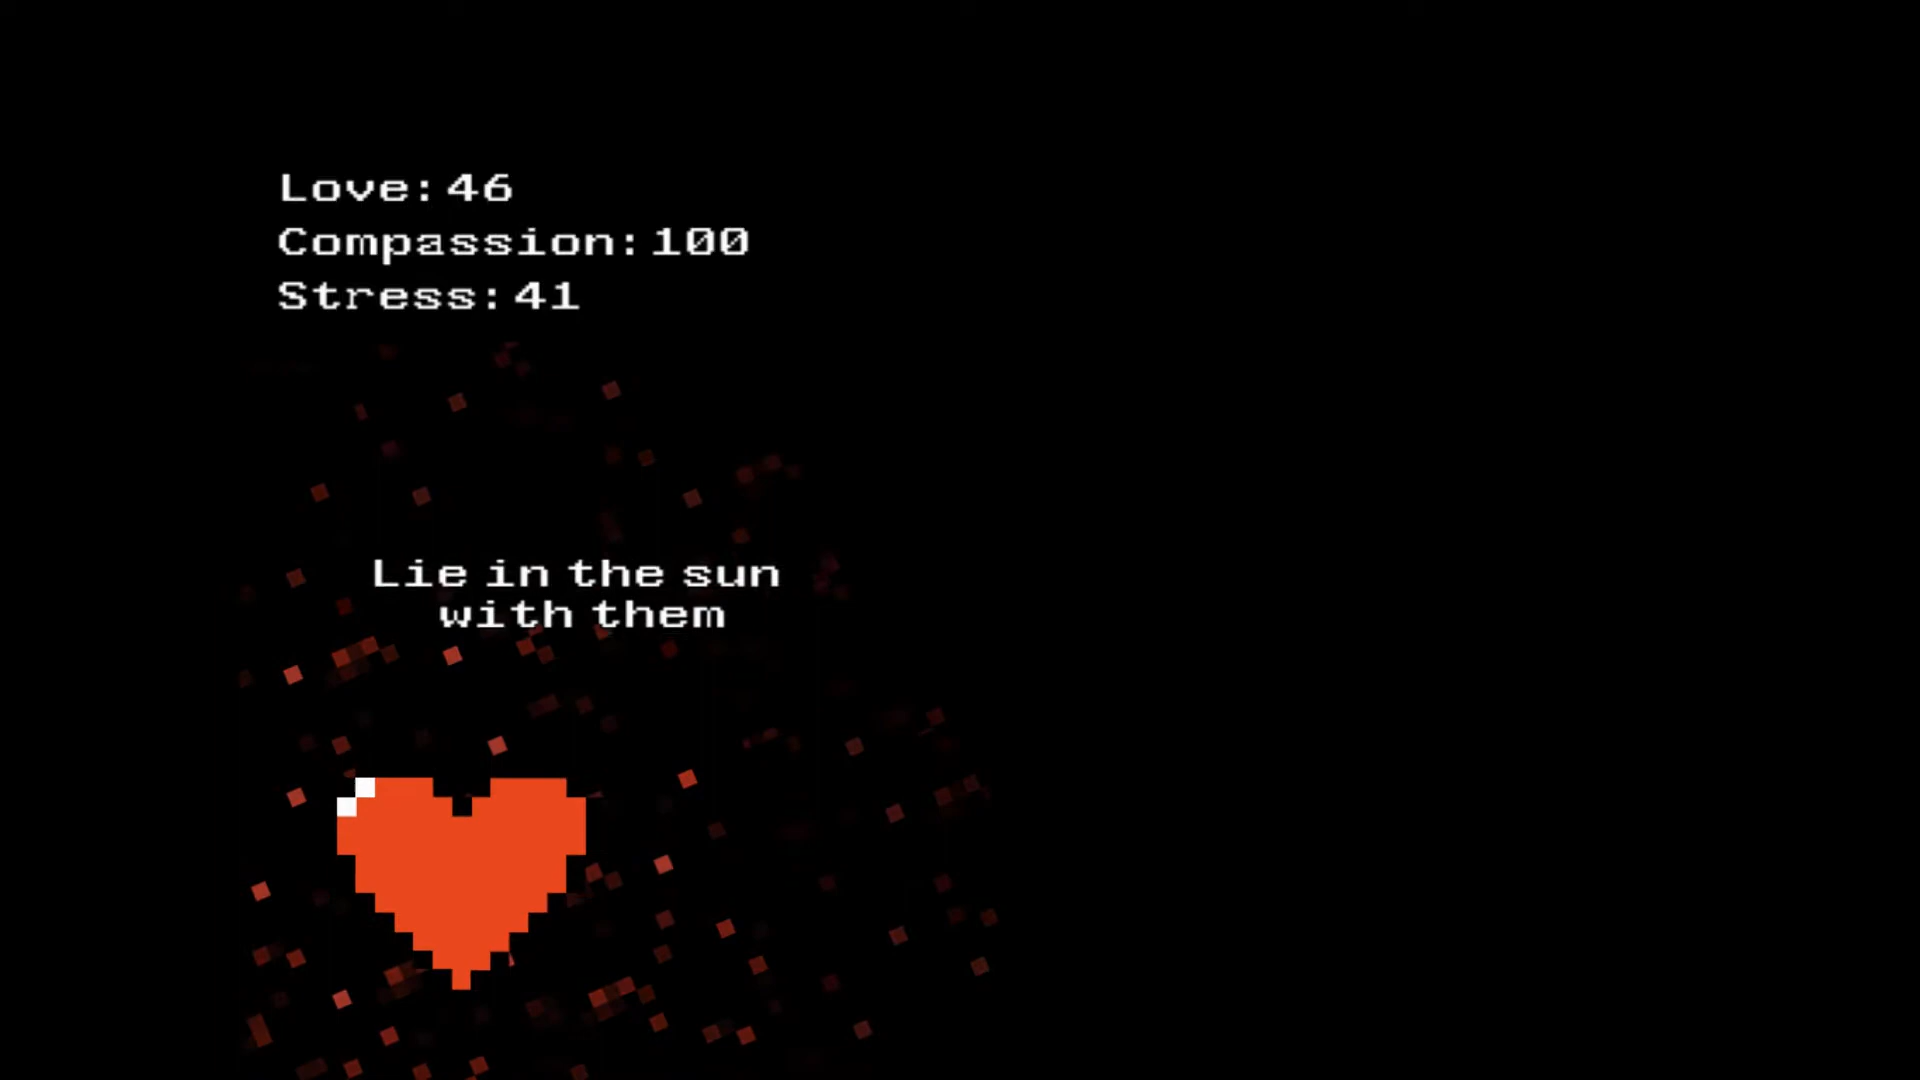 Love:46
Compassion:100
Stress:41
Lie in the sun
with them